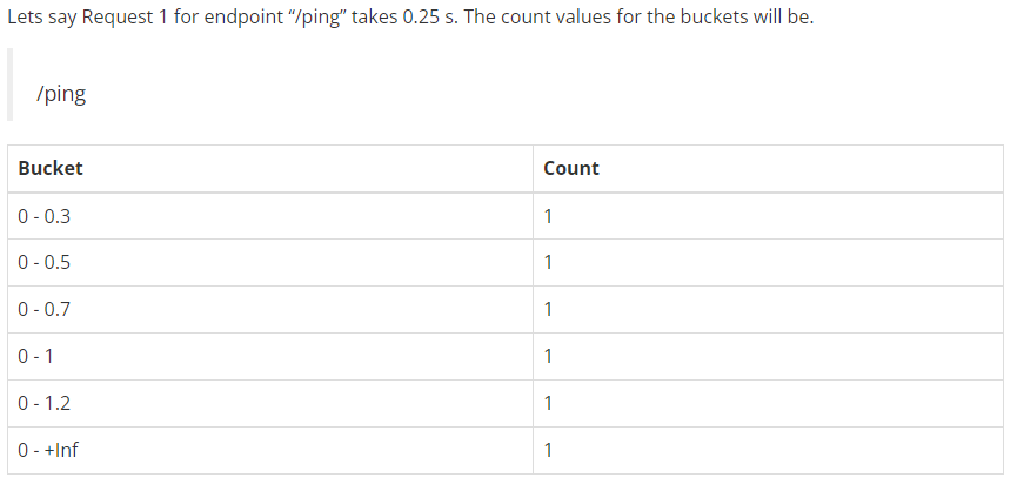 Lets say Request 1 for endpoint “/ping” takes 0.25 s. The count values for the buckets will be.
/ping
Bucket Count
0 - 0.3 1
0 - 0.5 1
0 - 0.7 1
0 - 1 1
0 - 1.2 1
0 - +Inf 1